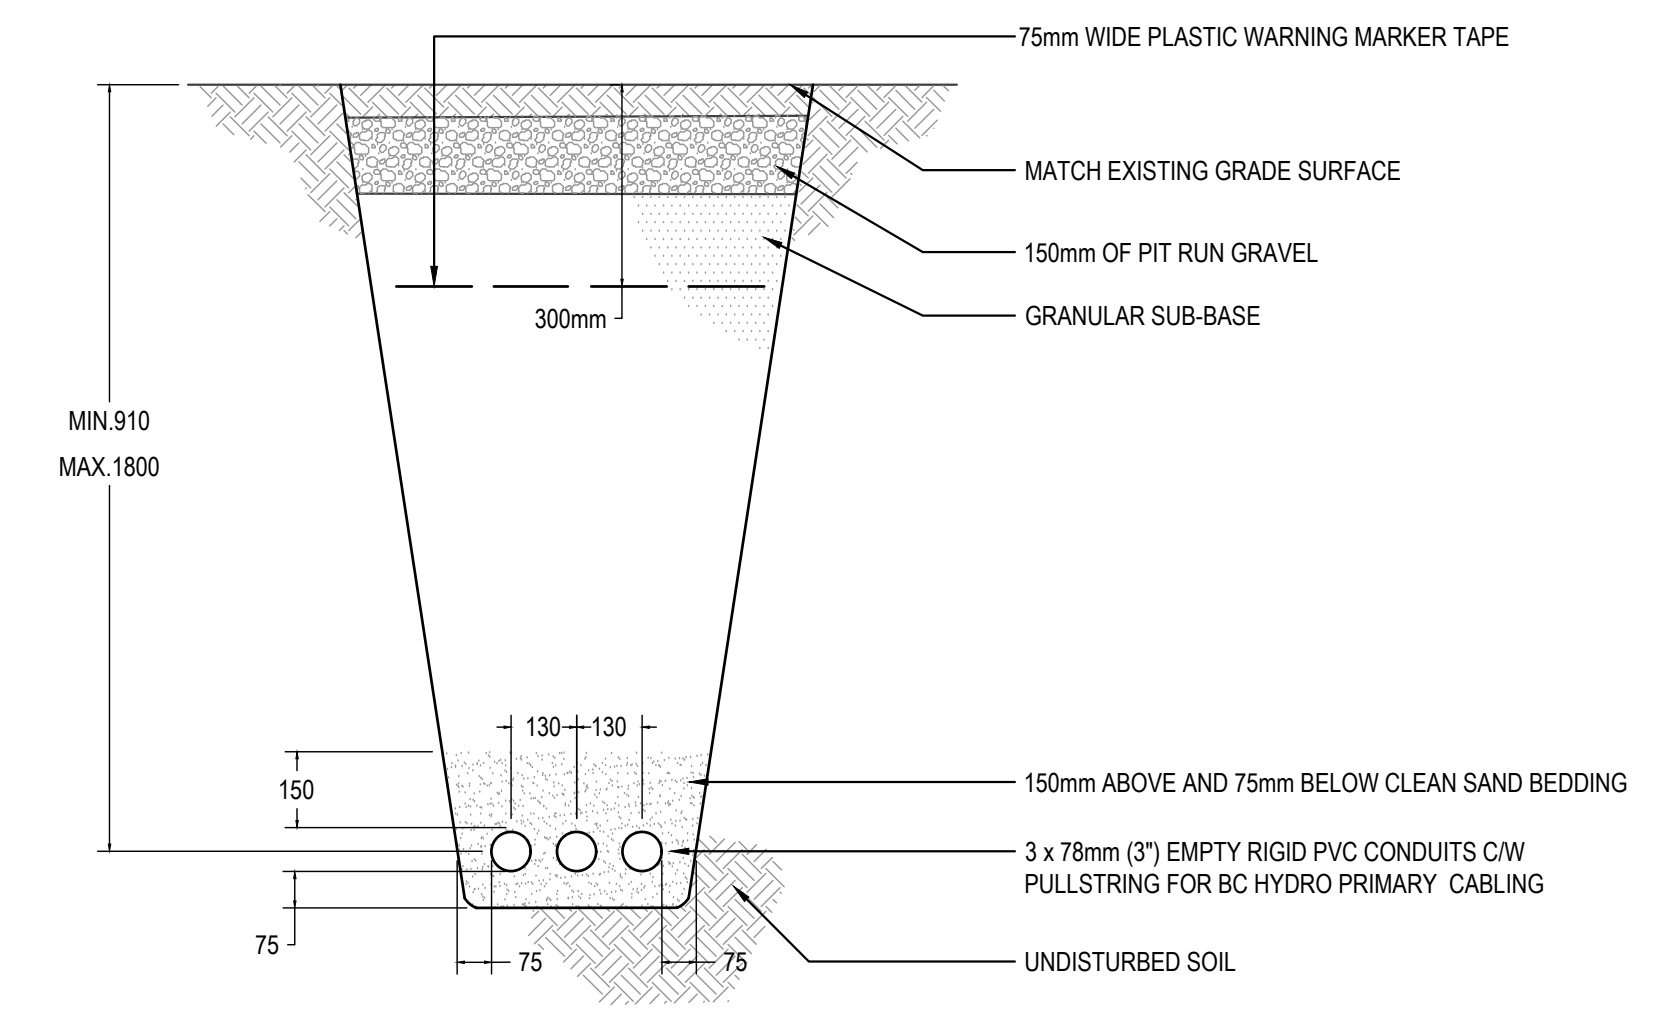 75mm WIDE PLASTIC WARNING MARKER TAPE
MATCH EXISTING GRADE SURFACE
150mm OF PIT RUN GRAVEL
GRANULAR SUB-BASE
300mm
MIN.910
MAX.1800
130
130
150
150mm ABOVE AND 75mm BELOW CLEAN SAND BEDDING
3 x 78mm (3") EMPTY RIGID PVC CONDUITS C/W
PULLSTRING FOR BC HYDRO PRIMARY CABLING
75
75
75
UNDISTURBED SOIL